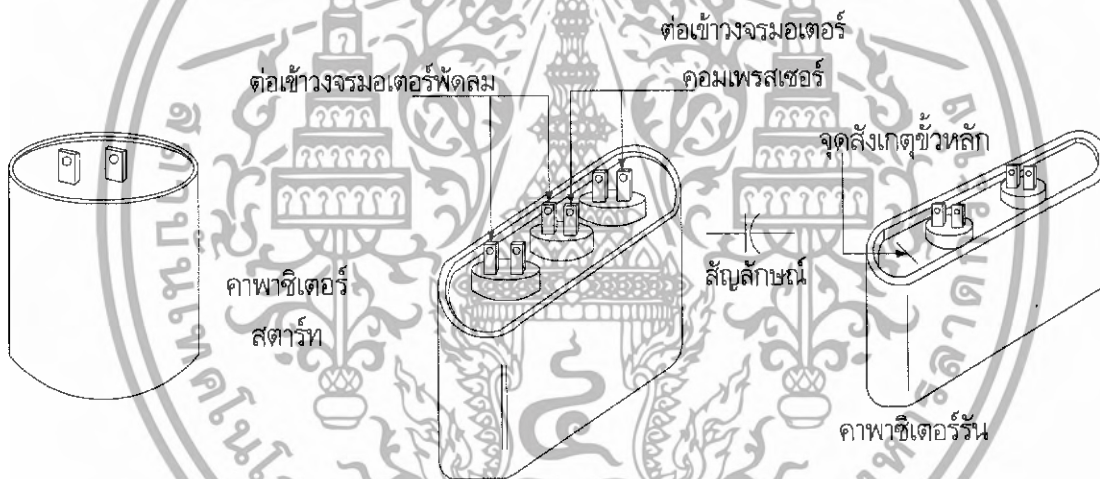 ต่อเข้าวงจรมอเตอร์
คอมเพรสเซอร์
ต่อเข้าวงจรมอเตอร์พัดลม
จุดสังเกตุขั้วหลัก
คาพาซิเตอร์
สตาร์ท
สัญลักษณ์
คาพาซิเตอร์รัน